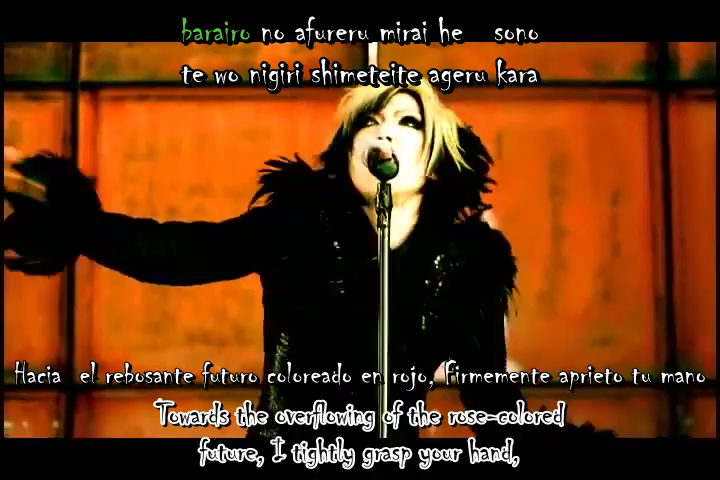 barairo no afureru mirai he sono
te wo nigiri shimeteite ageru kara
Hacia el rebosante futuro coloreado en rojo, Firmemente aprieto tu mano
Towards the overflowing of the rose-colored
future, I tightly grasp your hand,